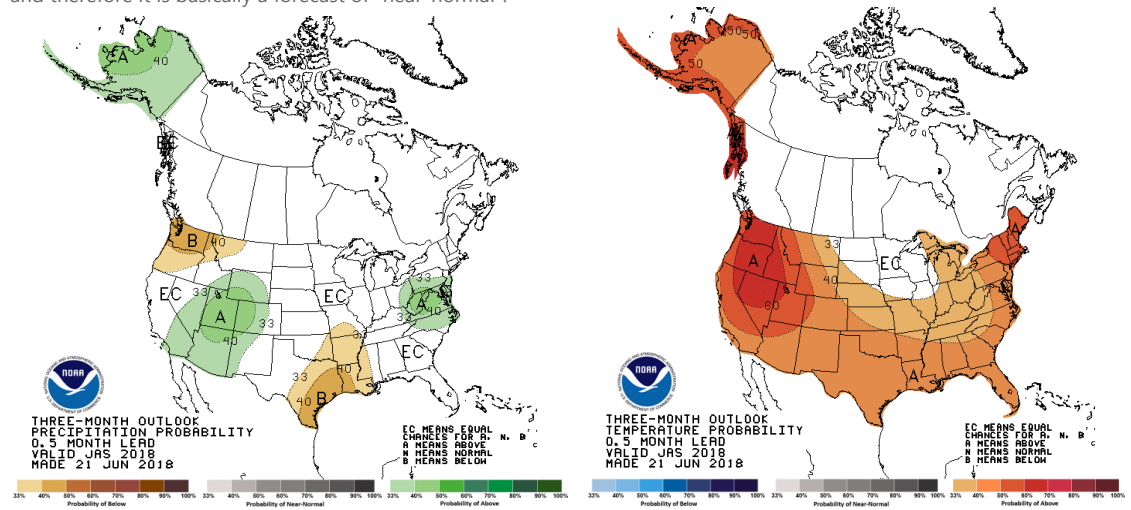 and therefore it is basically a forecast of "near-normal".
A
40
EC
B
40
EC
33
A
40
33
EC
33
40
B
33
40
EC
33
A
40
33
NOAA
THREE-MONTH OUTLOOK
PRECIPITATION PROBABILITY
0.5 MONTH LEAD
VALID JAS 2018
MADE 21 JUN 2018
EC MEANS EQUAL
CHANCES FOR A, N, B
A MEANS ABOVE
N MEANS NORMAL
B MEANS BELOW
33% 40% 50% 60% 70% 80% 90% 100%
Probability of Below
33% 40% 50% 60% 70% 80% 90% 100%
Probability of Near-Normal
33% 40% 50% 60% 70% 80% 90% 100%
Probability of Above
A
50
50
50
A
60
33
40
EC
A
A
NOAA
THREE-MONTH OUTLOOK
TEMPERATURE PROBABILITY
0.5 MONTH LEAD
VALID JAS 2018
MADE 21 JUN 2018
EC MEANS EQUAL
CHANCES FOR A, N, B
A MEANS ABOVE
N MEANS NORMAL
B MEANS BELOW
33% 40% 50% 60% 70% 80% 90% 100%
Probability of Below
33% 40% 50% 60% 70% 80% 90% 100%
Probability of Near-Normal
33% 40% 50% 60% 70% 80% 90% 100%
Probability of Above